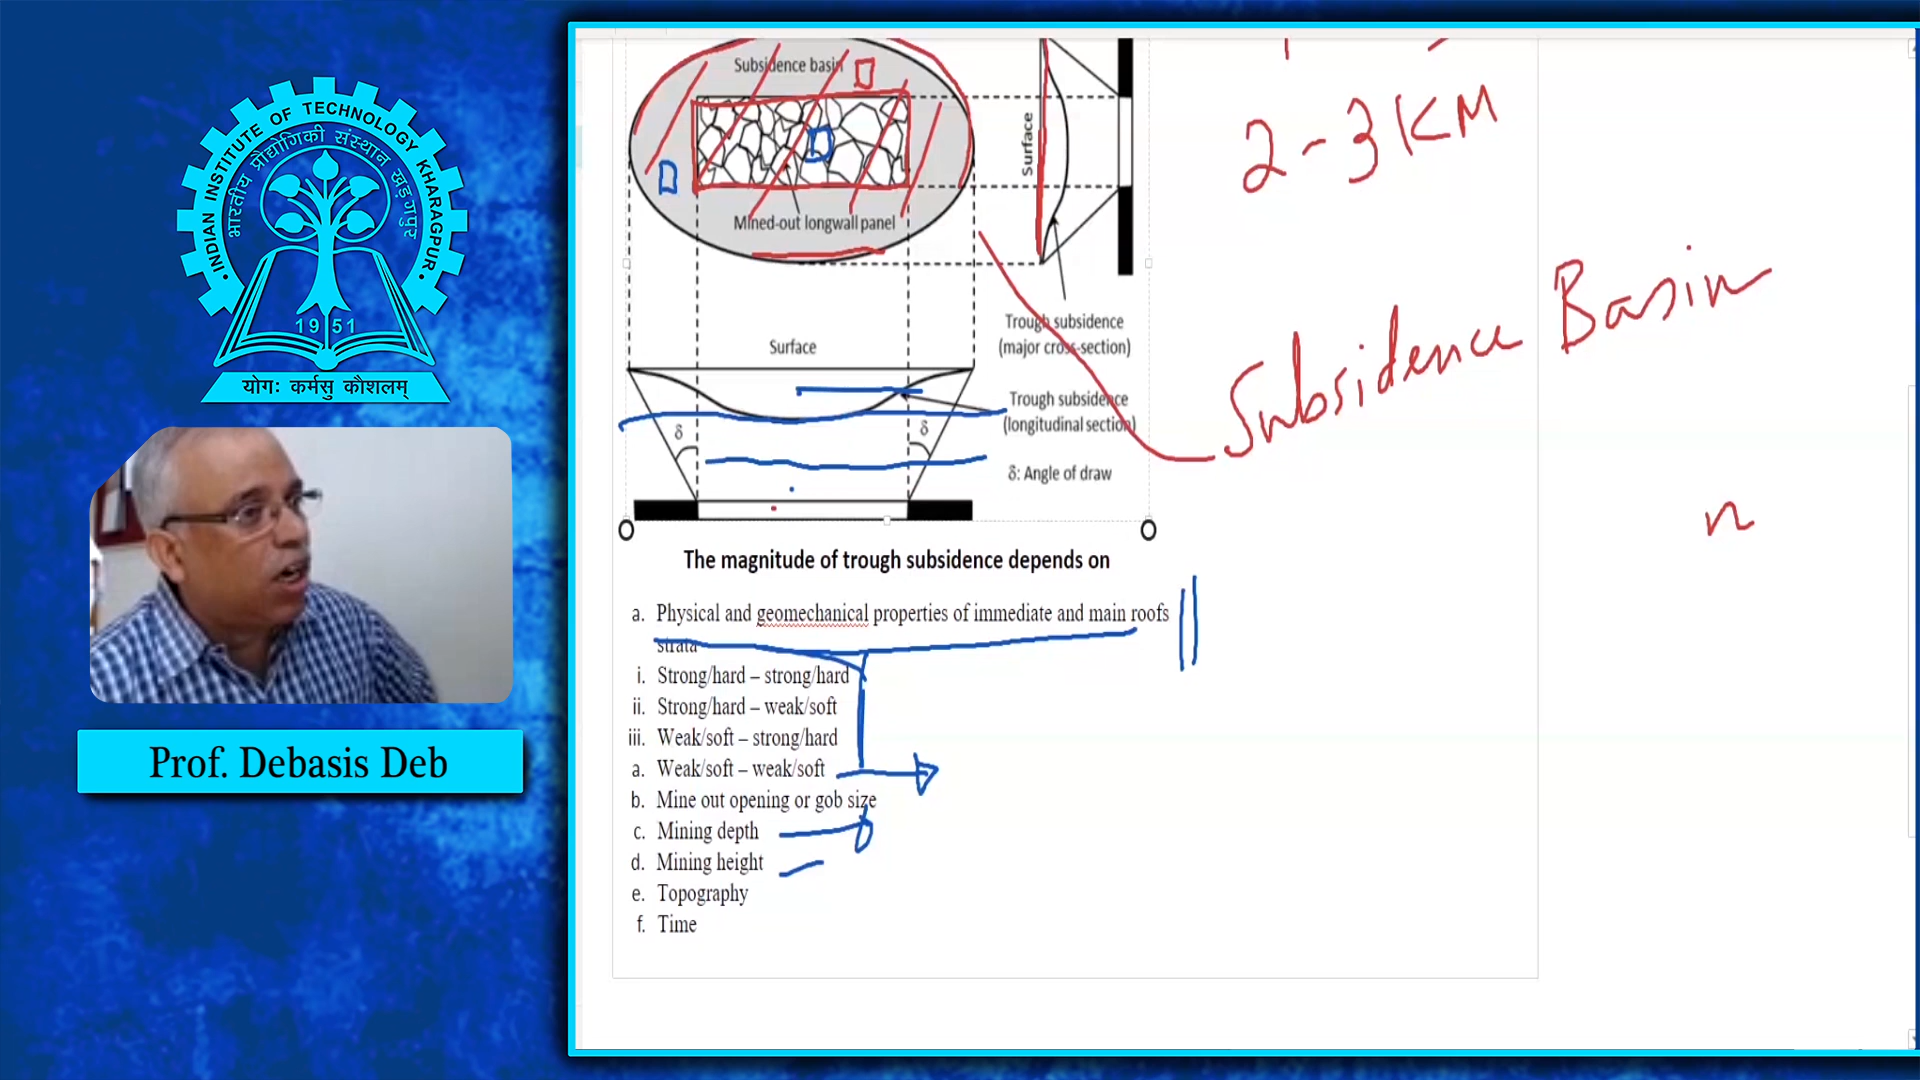 INDIAN INSTITUTE OF TECHNOLOGY KHARAGPUR
भारतीय प्रौद्योगिकी संस्थान खड़गपुर
1951
योगः कर्मसु कौशलम्
Prof. Debasis Deb
Subsidence basin
Mined-out longwall panel
Surface
Trough subsidence
(major cross-section)
Surface
Trough subsidence
(longitudinal section)
δ
δ
δ: Angle of draw
2-3 KM
Subsidence Basin
n
The magnitude of trough subsidence depends on
a. Physical and geomechanical properties of immediate and main roofs
strata
i. Strong/hard – strong/hard
ii. Strong/hard – weak/soft
iii. Weak/soft – strong/hard
a. Weak/soft – weak/soft
b. Mine out opening or gob size
c. Mining depth
d. Mining height
e. Topography
f. Time